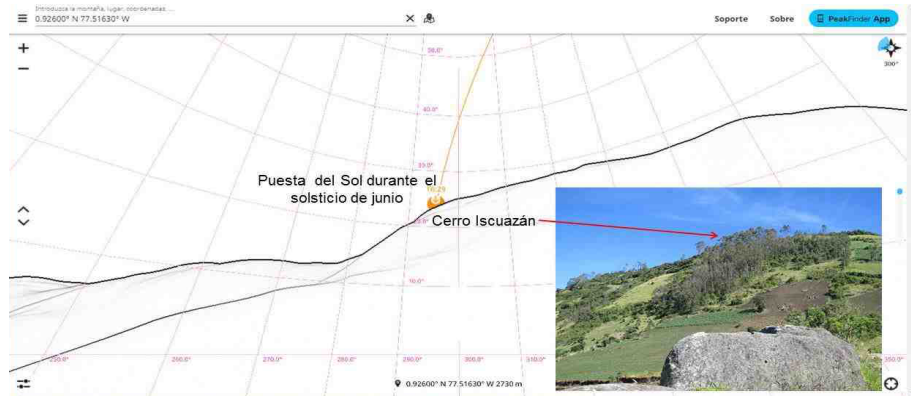 Introduzca la montaña, lugar, coordenadas ...
0.92600° N 77.51630° W
Soporte
Sobre
PeakFinder App
300°
50.0°
40.0°
30.0°
16:29
Puesta del Sol durante el
solsticio de junio
Cerro Iscuazán
10.0°
250.0°
260.0°
270.0°
280.0°
290.0°
300.0°
310.0°
350.0°
0.92600° N 77.51630° W 2730 m